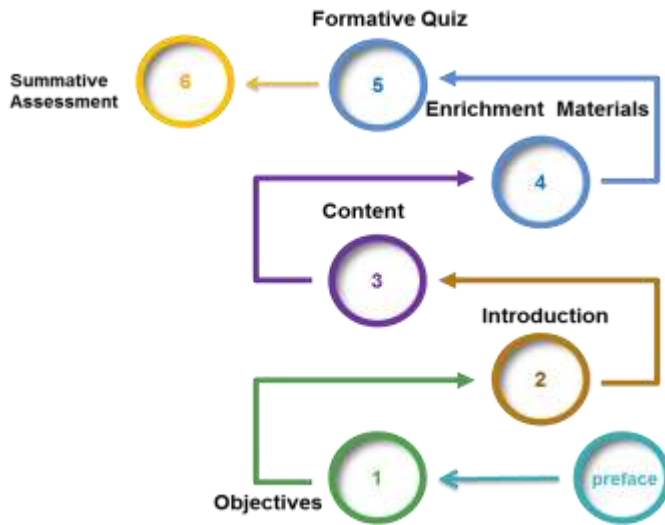 Formative Quiz
Summative
Assessment
6
5
Enrichment Materials
4
Content
3
Introduction
2
Objectives
1
preface